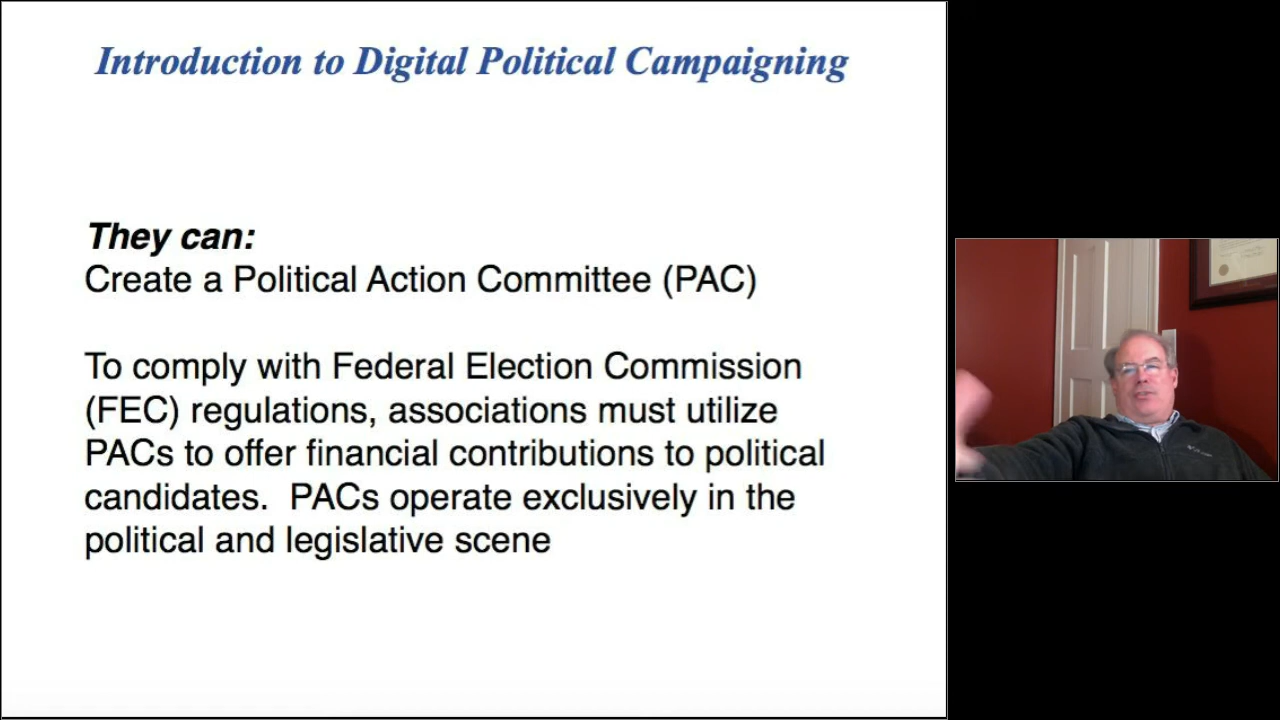 Introduction to Digital Political Campaigning
They can:
Create a Political Action Committee (PAC)
To comply with Federal Election Commission
(FEC) regulations, associations must utilize
PACs to offer financial contributions to political
candidates.  PACs operate exclusively in the
political and legislative scene